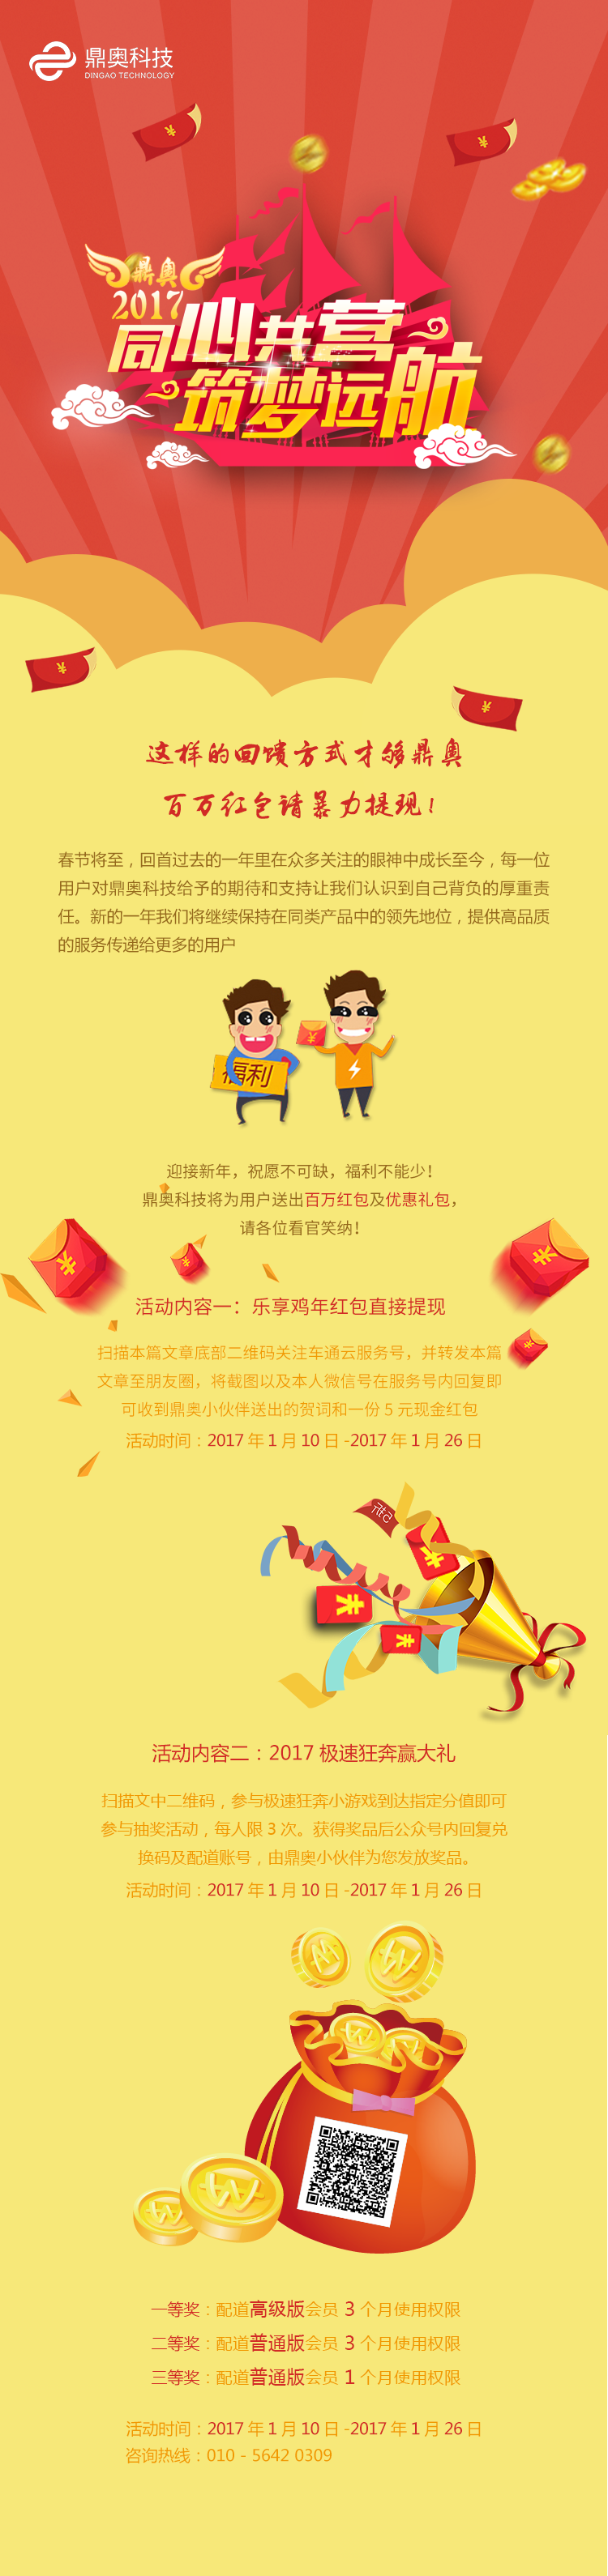 鼎奥科技
DINGAO TECHNOLOGY
鼎奥
2017
同心共营
筑梦远航
这样的回馈方式才够鼎奥
百万红包请暴力提现！
春节将至，回首过去的一年里在众多关注的眼神中成长至今，每一位
用户对鼎奥科技给予的期待和支持让我们认识到自己背负的厚重责
任。新的一年我们将继续保持在同类产品中的领先地位，提供高品质
的服务传递给更多的用户
福利
迎接新年，祝愿不可缺，福利不能少！
鼎奥科技将为用户送出百万红包及优惠礼包，
请各位看官笑纳！
活动内容一：乐享鸡年红包直接提现
扫描本篇文章底部二维码关注车通云服务号，并转发本篇
文章至朋友圈，将截图以及本人微信号在服务号内回复即
可收到鼎奥小伙伴送出的贺词和一份 5 元现金红包
活动时间：2017 年 1 月 10 日 -2017 年 1 月 26 日
活动内容二：2017 极速狂奔赢大礼
扫描文中二维码，参与极速狂奔小游戏到达指定分值即可
参与抽奖活动，每人限 3 次。获得奖品后公众号内回复兑
换码及配道账号，由鼎奥小伙伴为您发放奖品。
活动时间：2017 年 1 月 10 日 -2017 年 1 月 26 日
一等奖：配道高级版会员 3 个月使用权限
二等奖：配道普通版会员 3 个月使用权限
三等奖：配道普通版会员 1 个月使用权限
活动时间：2017 年 1 月 10 日 -2017 年 1 月 26 日
咨询热线：010 - 5642 0309